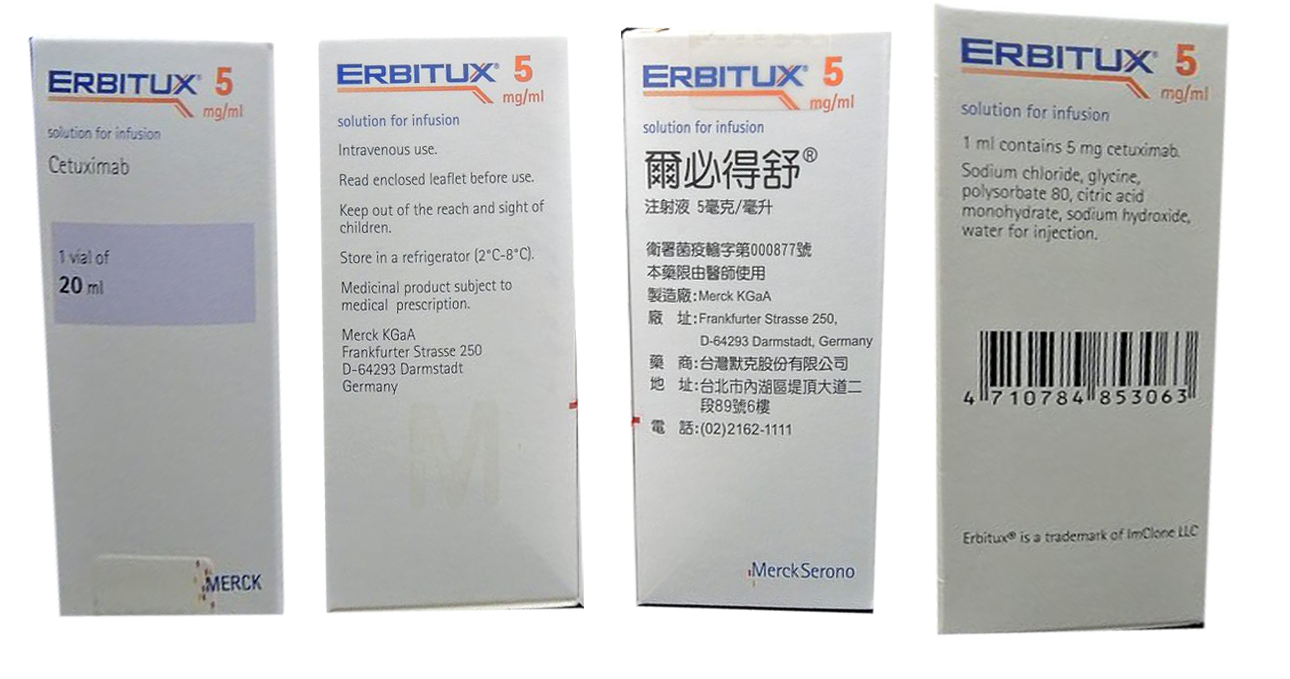 ERBITUX® 5
mg/ml
solution for infusion
Cetuximab
1 vial of
20 ml
MERCK
ERBITUX® 5
mg/ml
solution for infusion
Intravenous use.
Read enclosed leaflet before use.
Keep out of the reach and sight of
children.
Store in a refrigerator (2°C-8°C).
Medicinal product subject to
medical prescription.
Merck KGaA
Frankfurter Strasse 250
D-64293 Darmstadt
Germany
M
ERBITUX® 5
mg/ml
solution for infusion
爾必得舒®
注射液 5毫克/毫升
衛署菌疫輸字第000877號
本藥限由醫師使用
製造廠:Merck KGaA
廠 址:Frankfurter Strasse 250,
D-64293 Darmstadt, Germany
藥 商:台灣默克股份有限公司
地 址:台北市內湖區堤頂大道二
段89號6樓
電 話:(02)2162-1111
MerckSerono
ERBITUX® 5
mg/ml
solution for infusion
1 ml contains 5 mg cetuximab.
Sodium chloride, glycine,
polysorbate 80, citric acid
monohydrate, sodium hydroxide,
water for injection.
4 710784 853063
Erbitux® is a trademark of ImClone LLC